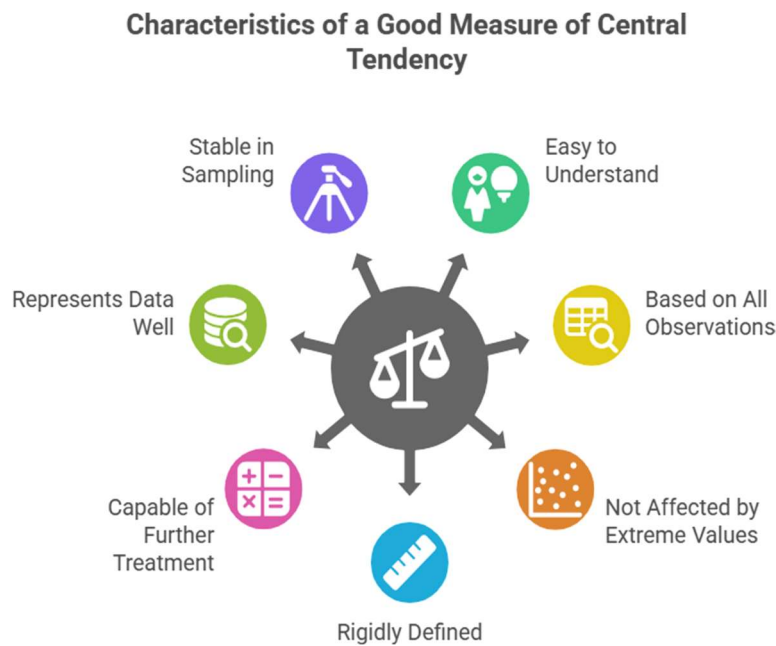 Characteristics of a Good Measure of Central
Tendency
Stable in
Sampling
Easy to
Understand
Represents Data
Well
Based on All
Observations
Capable of
Further
Treatment
Not Affected by
Extreme Values
Rigidly Defined